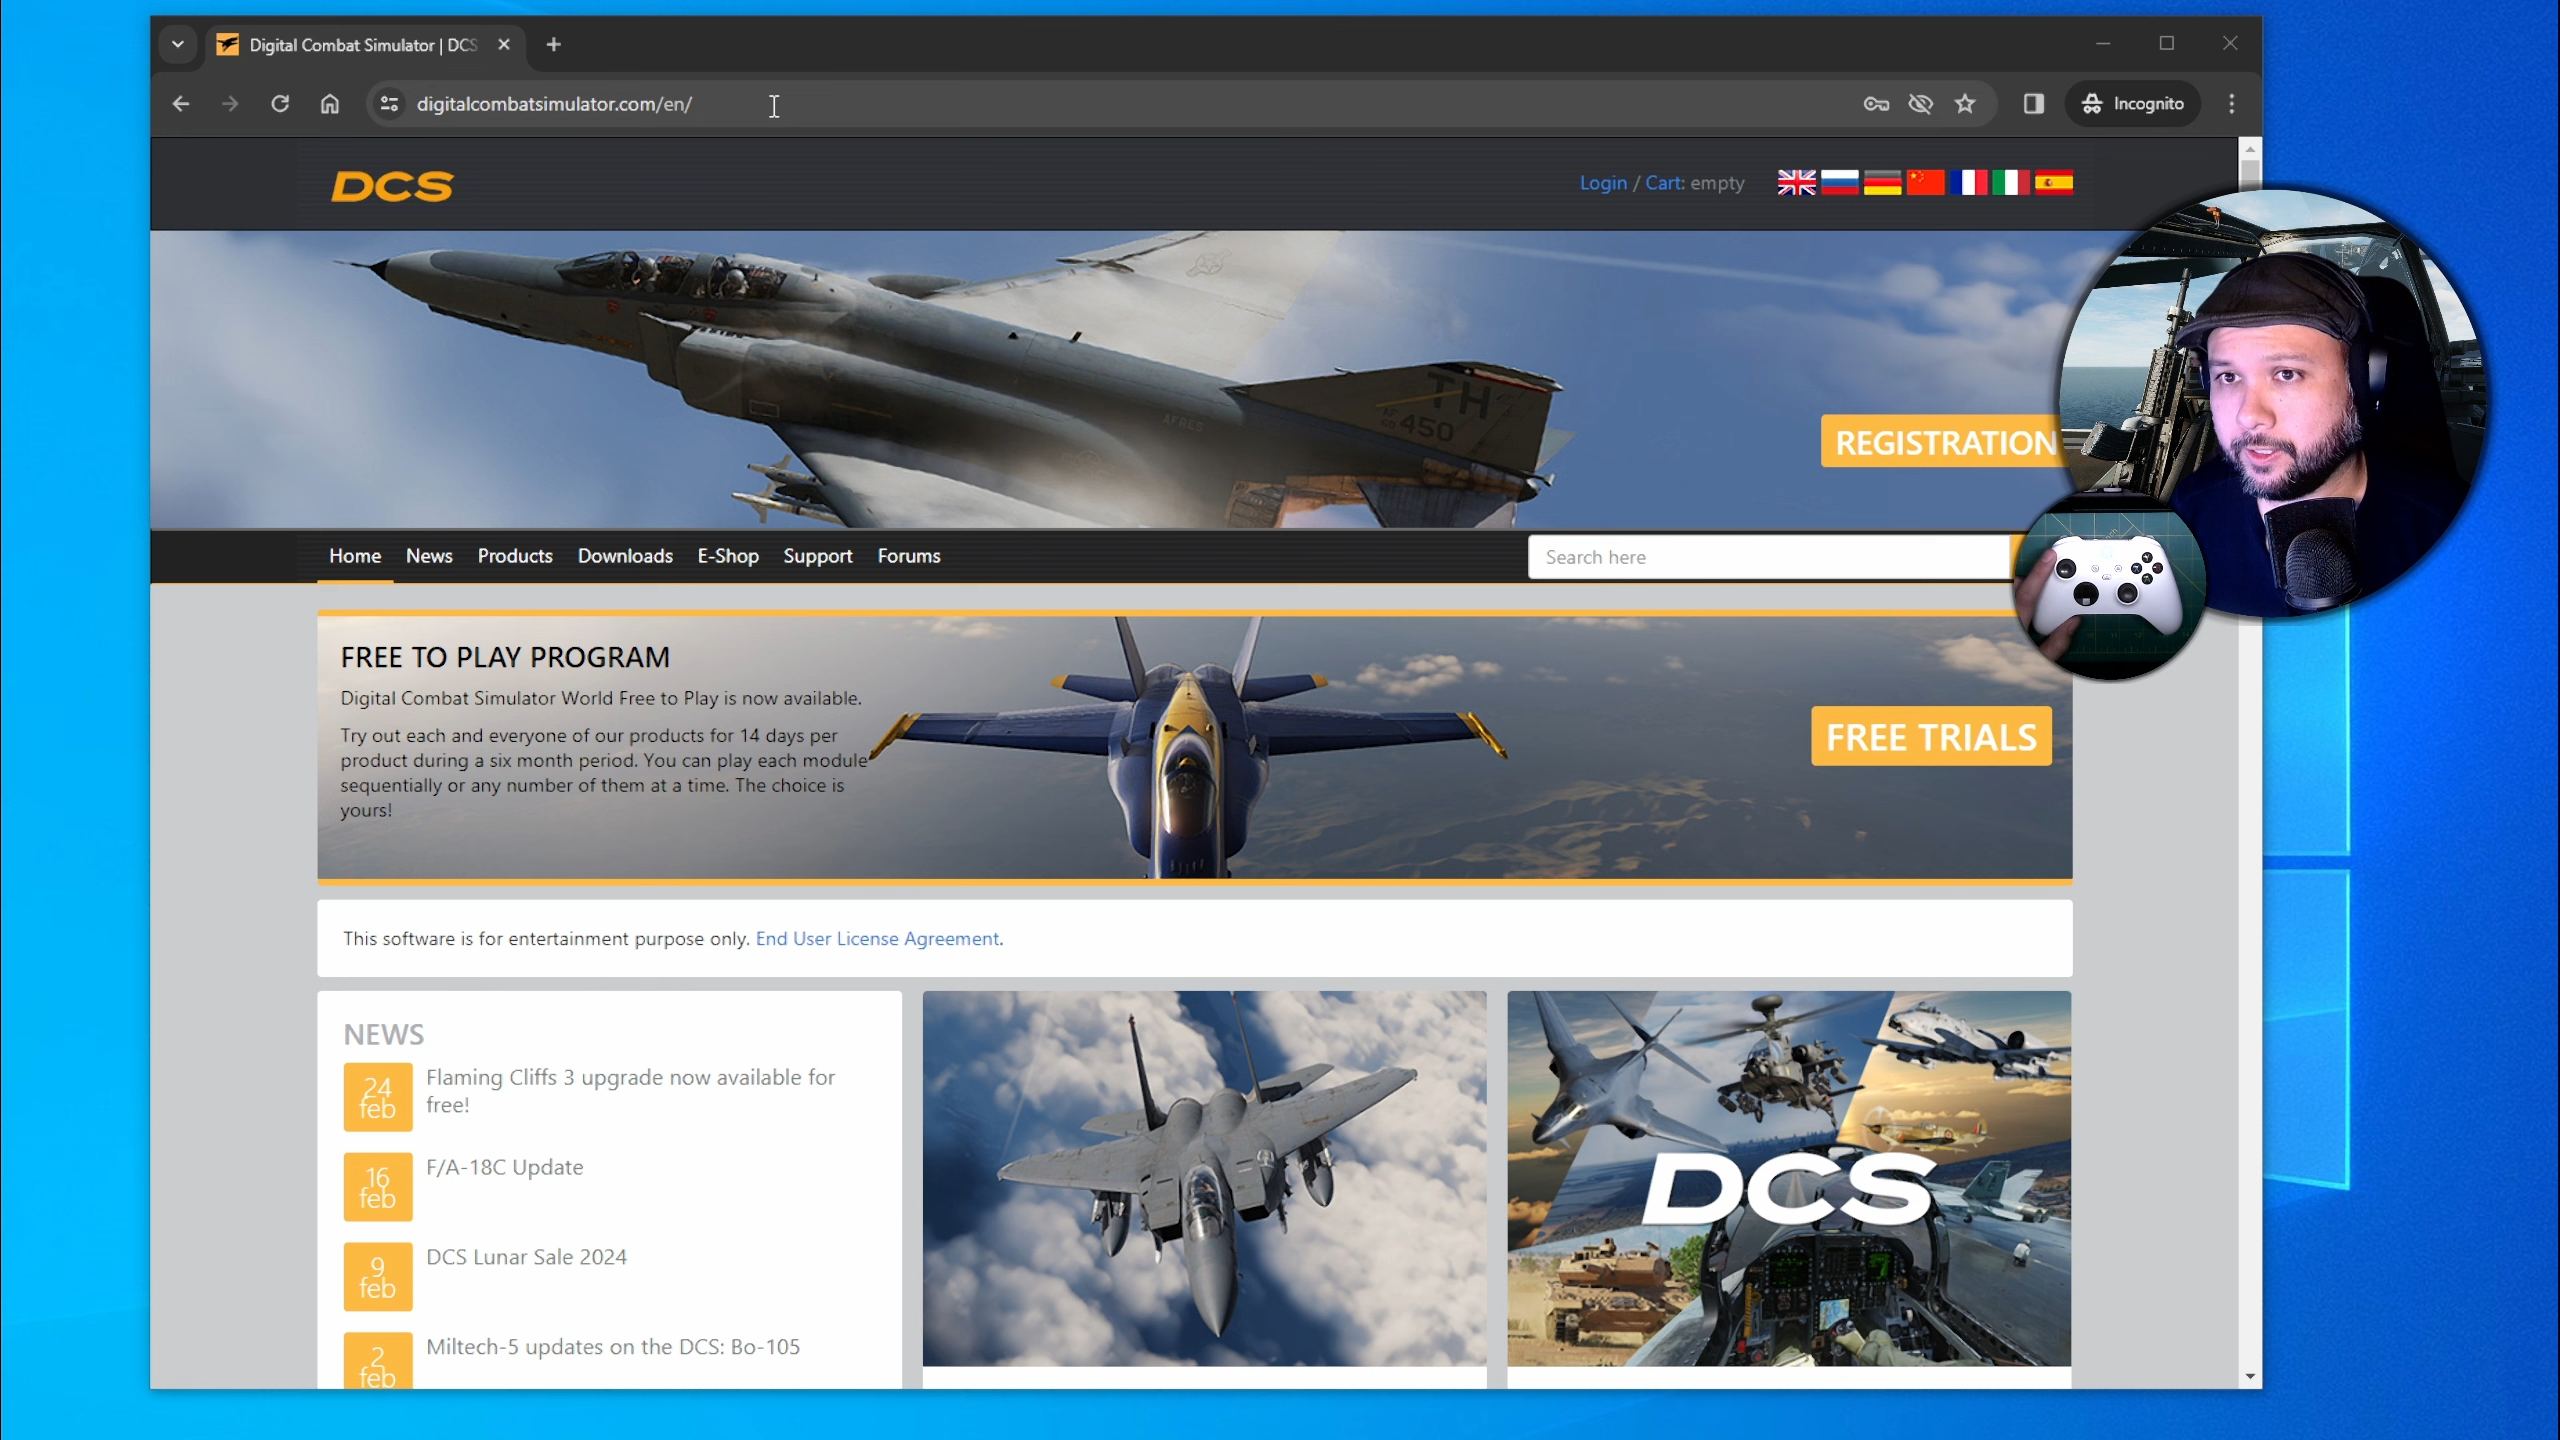 Digital Combat Simulator | DCS
digitalcombatsimulator.com/en/
Incognito
DCS
Login / Cart: empty
TH
450
AFRES
REGISTRATION
Home News Products Downloads E-Shop Support Forums
Search here
FREE TO PLAY PROGRAM
Digital Combat Simulator World Free to Play is now available.
Try out each and everyone of our products for 14 days per
product during a six month period. You can play each module
sequentially or any number of them at a time. The choice is
yours!
FREE TRIALS
This software is for entertainment purpose only. End User License Agreement.
NEWS
24
feb
Flaming Cliffs 3 upgrade now available for
free!
16
feb
F/A-18C Update
9
feb
DCS Lunar Sale 2024
2
feb
Miltech-5 updates on the DCS: Bo-105
DCS